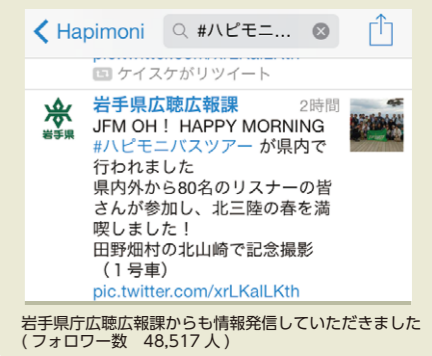 Hapimoni
#ハピモニ...
ケイスケがリツイート
岩手県広聴広報課 2時間
岩手県
JFM OH! HAPPY MORNING
#ハピモニバスツアー が県内で
行われました
県内外から80名のリスナーの皆
さんが参加し、北三陸の春を満
喫しました!
田野畑村の北山崎で記念撮影
(1号車)
pic.twitter.com/xrLKalLKth
岩手県庁広聴広報課からも情報発信していただきました
(フォロワー数 48,517人)